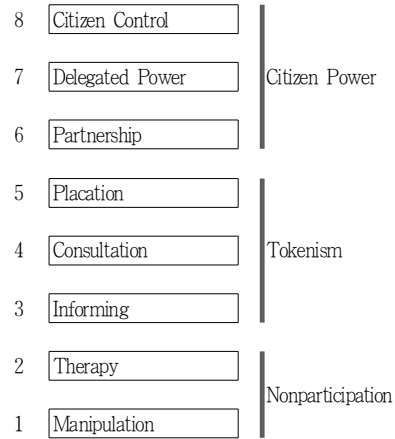 8 Citizen Control
7 Delegated Power
Citizen Power
6 Partnership
5 Placation
4 Consultation
Tokenism
3 Informing
2 Therapy
Nonparticipation
1 Manipulation